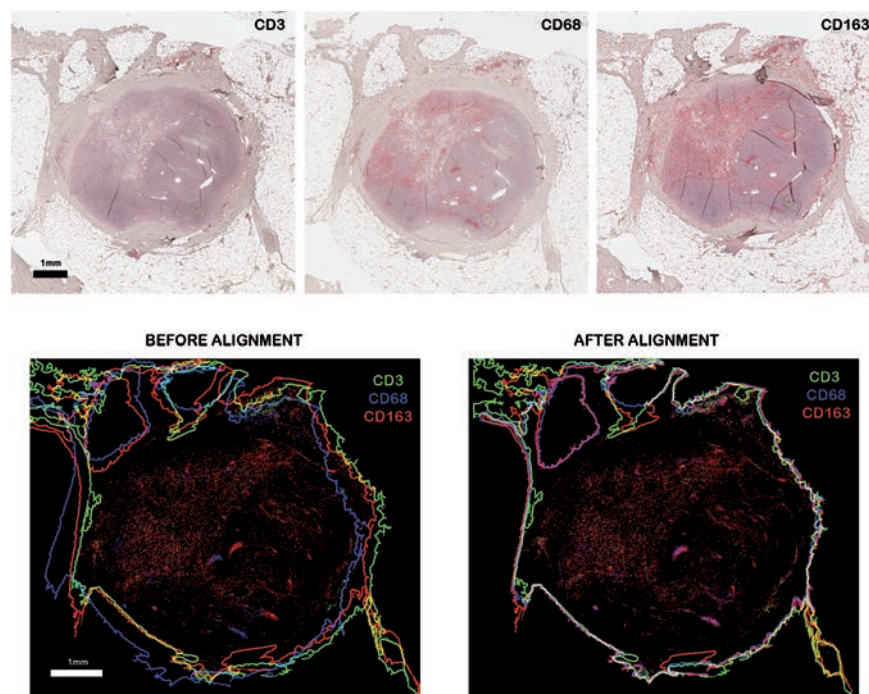 CD3
CD68
CD163
1mm
BEFORE ALIGNMENT
AFTER ALIGNMENT
CD3
CD68
CD163
CD3
CD68
CD163
1mm